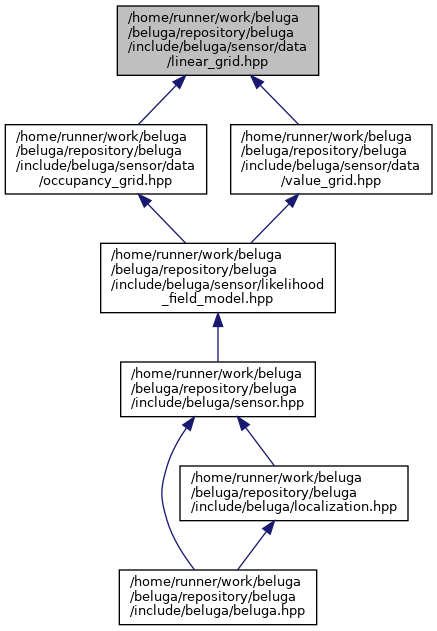 /home/runner/work/beluga
/beluga/repository/beluga
/include/beluga/sensor/data
/linear_grid.hpp
/home/runner/work/beluga
/beluga/repository/beluga
/include/beluga/sensor/data
/occupancy_grid.hpp
/home/runner/work/beluga
/beluga/repository/beluga
/include/beluga/sensor/data
/value_grid.hpp
/home/runner/work/beluga
/beluga/repository/beluga
/include/beluga/sensor/likelihood
_field_model.hpp
/home/runner/work/beluga
/beluga/repository/beluga
/include/beluga/sensor.hpp
/home/runner/work/beluga
/beluga/repository/beluga
/include/beluga/localization.hpp
/home/runner/work/beluga
/beluga/repository/beluga
/include/beluga/beluga.hpp